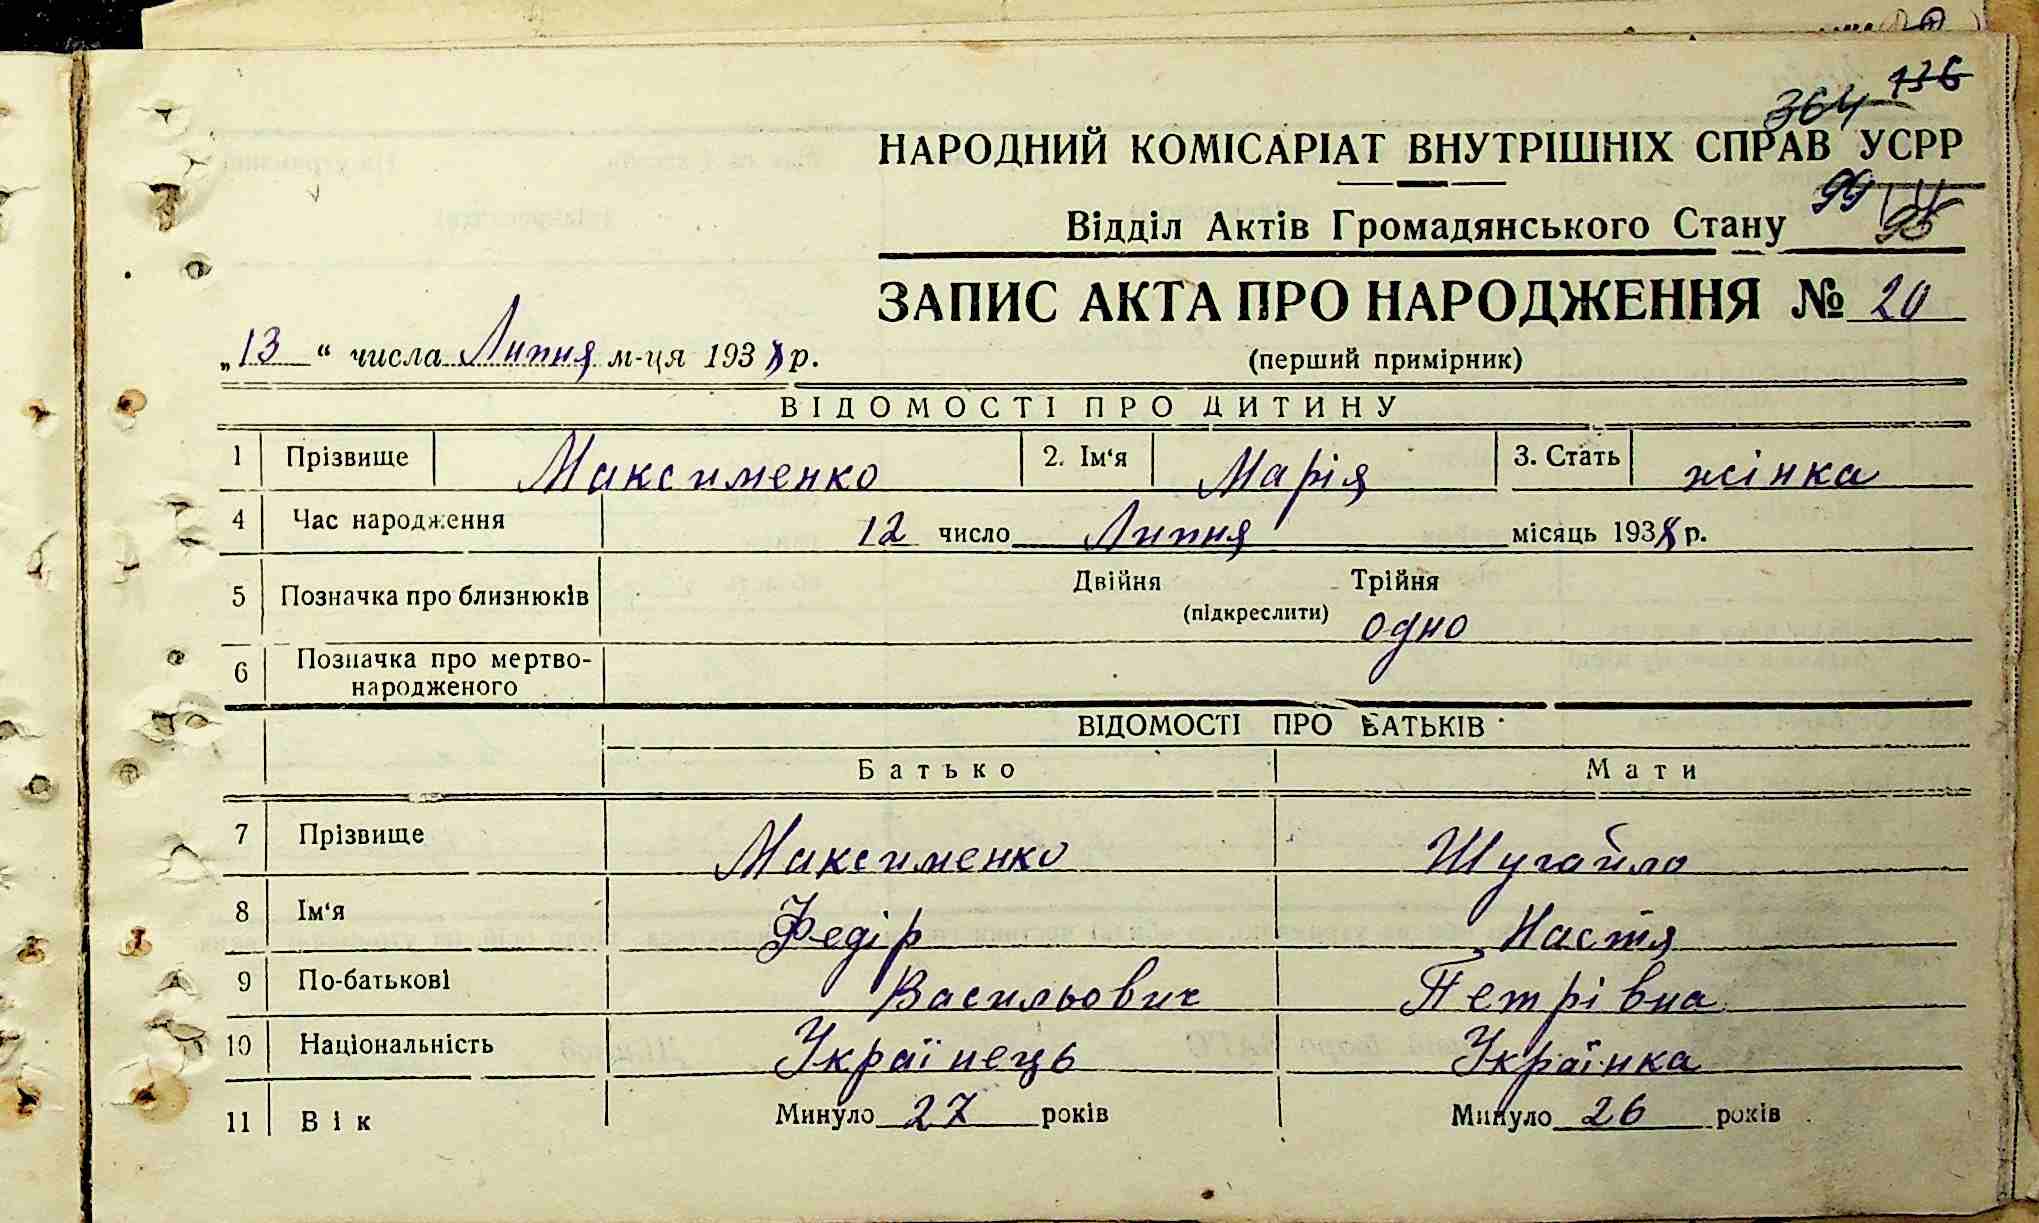 136
364
НАРОДНИЙ КОМІСАРІАТ ВНУТРІШНІХ СПРАВ УСРР
99
95
Відділ Актів Громадянського Стану
ЗАПИС АКТА ПРО НАРОДЖЕННЯ № 20
„13“ числа Липня м-ця 1938 р.
(перший примірник)
ВІДОМОСТІ ПРО ДИТИНУ
1 Прізвище Максименко 2. Ім‘я Марія 3. Стать жінка
4 Час народження 12 число Липня місяць 1938 р.
5 Позначка про близнюків Двійня Трійня
(підкреслити) одно
6 Позначка про мертво-
народженого
ВІДОМОСТІ ПРО БАТЬКІВ
Батько Мати
7 Прізвище Максименко Шугайло
8 Ім‘я Федір Настя
9 По-батькові Васильович Петрівна
10 Національність Українець Українка
11 Вік Минуло 27 років Минуло 26 років